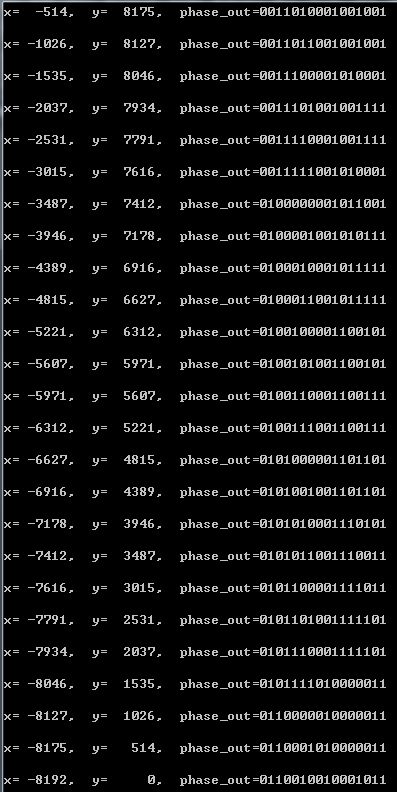 x=  -514,  y=  8175,  phase_out=0011010001001001
x= -1026,  y=  8127,  phase_out=0011011001001001
x= -1535,  y=  8046,  phase_out=0011100001010001
x= -2037,  y=  7934,  phase_out=0011101001001111
x= -2531,  y=  7791,  phase_out=0011110001001111
x= -3015,  y=  7616,  phase_out=0011111001010001
x= -3487,  y=  7412,  phase_out=0100000001011001
x= -3946,  y=  7178,  phase_out=0100001001010111
x= -4389,  y=  6916,  phase_out=0100010001011111
x= -4815,  y=  6627,  phase_out=0100011001011111
x= -5221,  y=  6312,  phase_out=0100100001100101
x= -5607,  y=  5971,  phase_out=0100101001100101
x= -5971,  y=  5607,  phase_out=0100110001100111
x= -6312,  y=  5221,  phase_out=0100111001100111
x= -6627,  y=  4815,  phase_out=0101000001101101
x= -6916,  y=  4389,  phase_out=0101001001101101
x= -7178,  y=  3946,  phase_out=0101010001110101
x= -7412,  y=  3487,  phase_out=0101011001110011
x= -7616,  y=  3015,  phase_out=0101100001111011
x= -7791,  y=  2531,  phase_out=0101101001111101
x= -7934,  y=  2037,  phase_out=0101110001111101
x= -8046,  y=  1535,  phase_out=0101111010000011
x= -8127,  y=  1026,  phase_out=0110000010000011
x= -8175,  y=   514,  phase_out=0110001010000011
x= -8192,  y=     0,  phase_out=0110010010001011